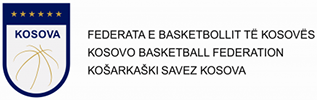 KOSOVA
FEDERATA E BASKETBOLLIT TË KOSOVËS
KOSOVO BASKETBALL FEDERATION
KOŠARKAŠKI SAVEZ KOSOVA